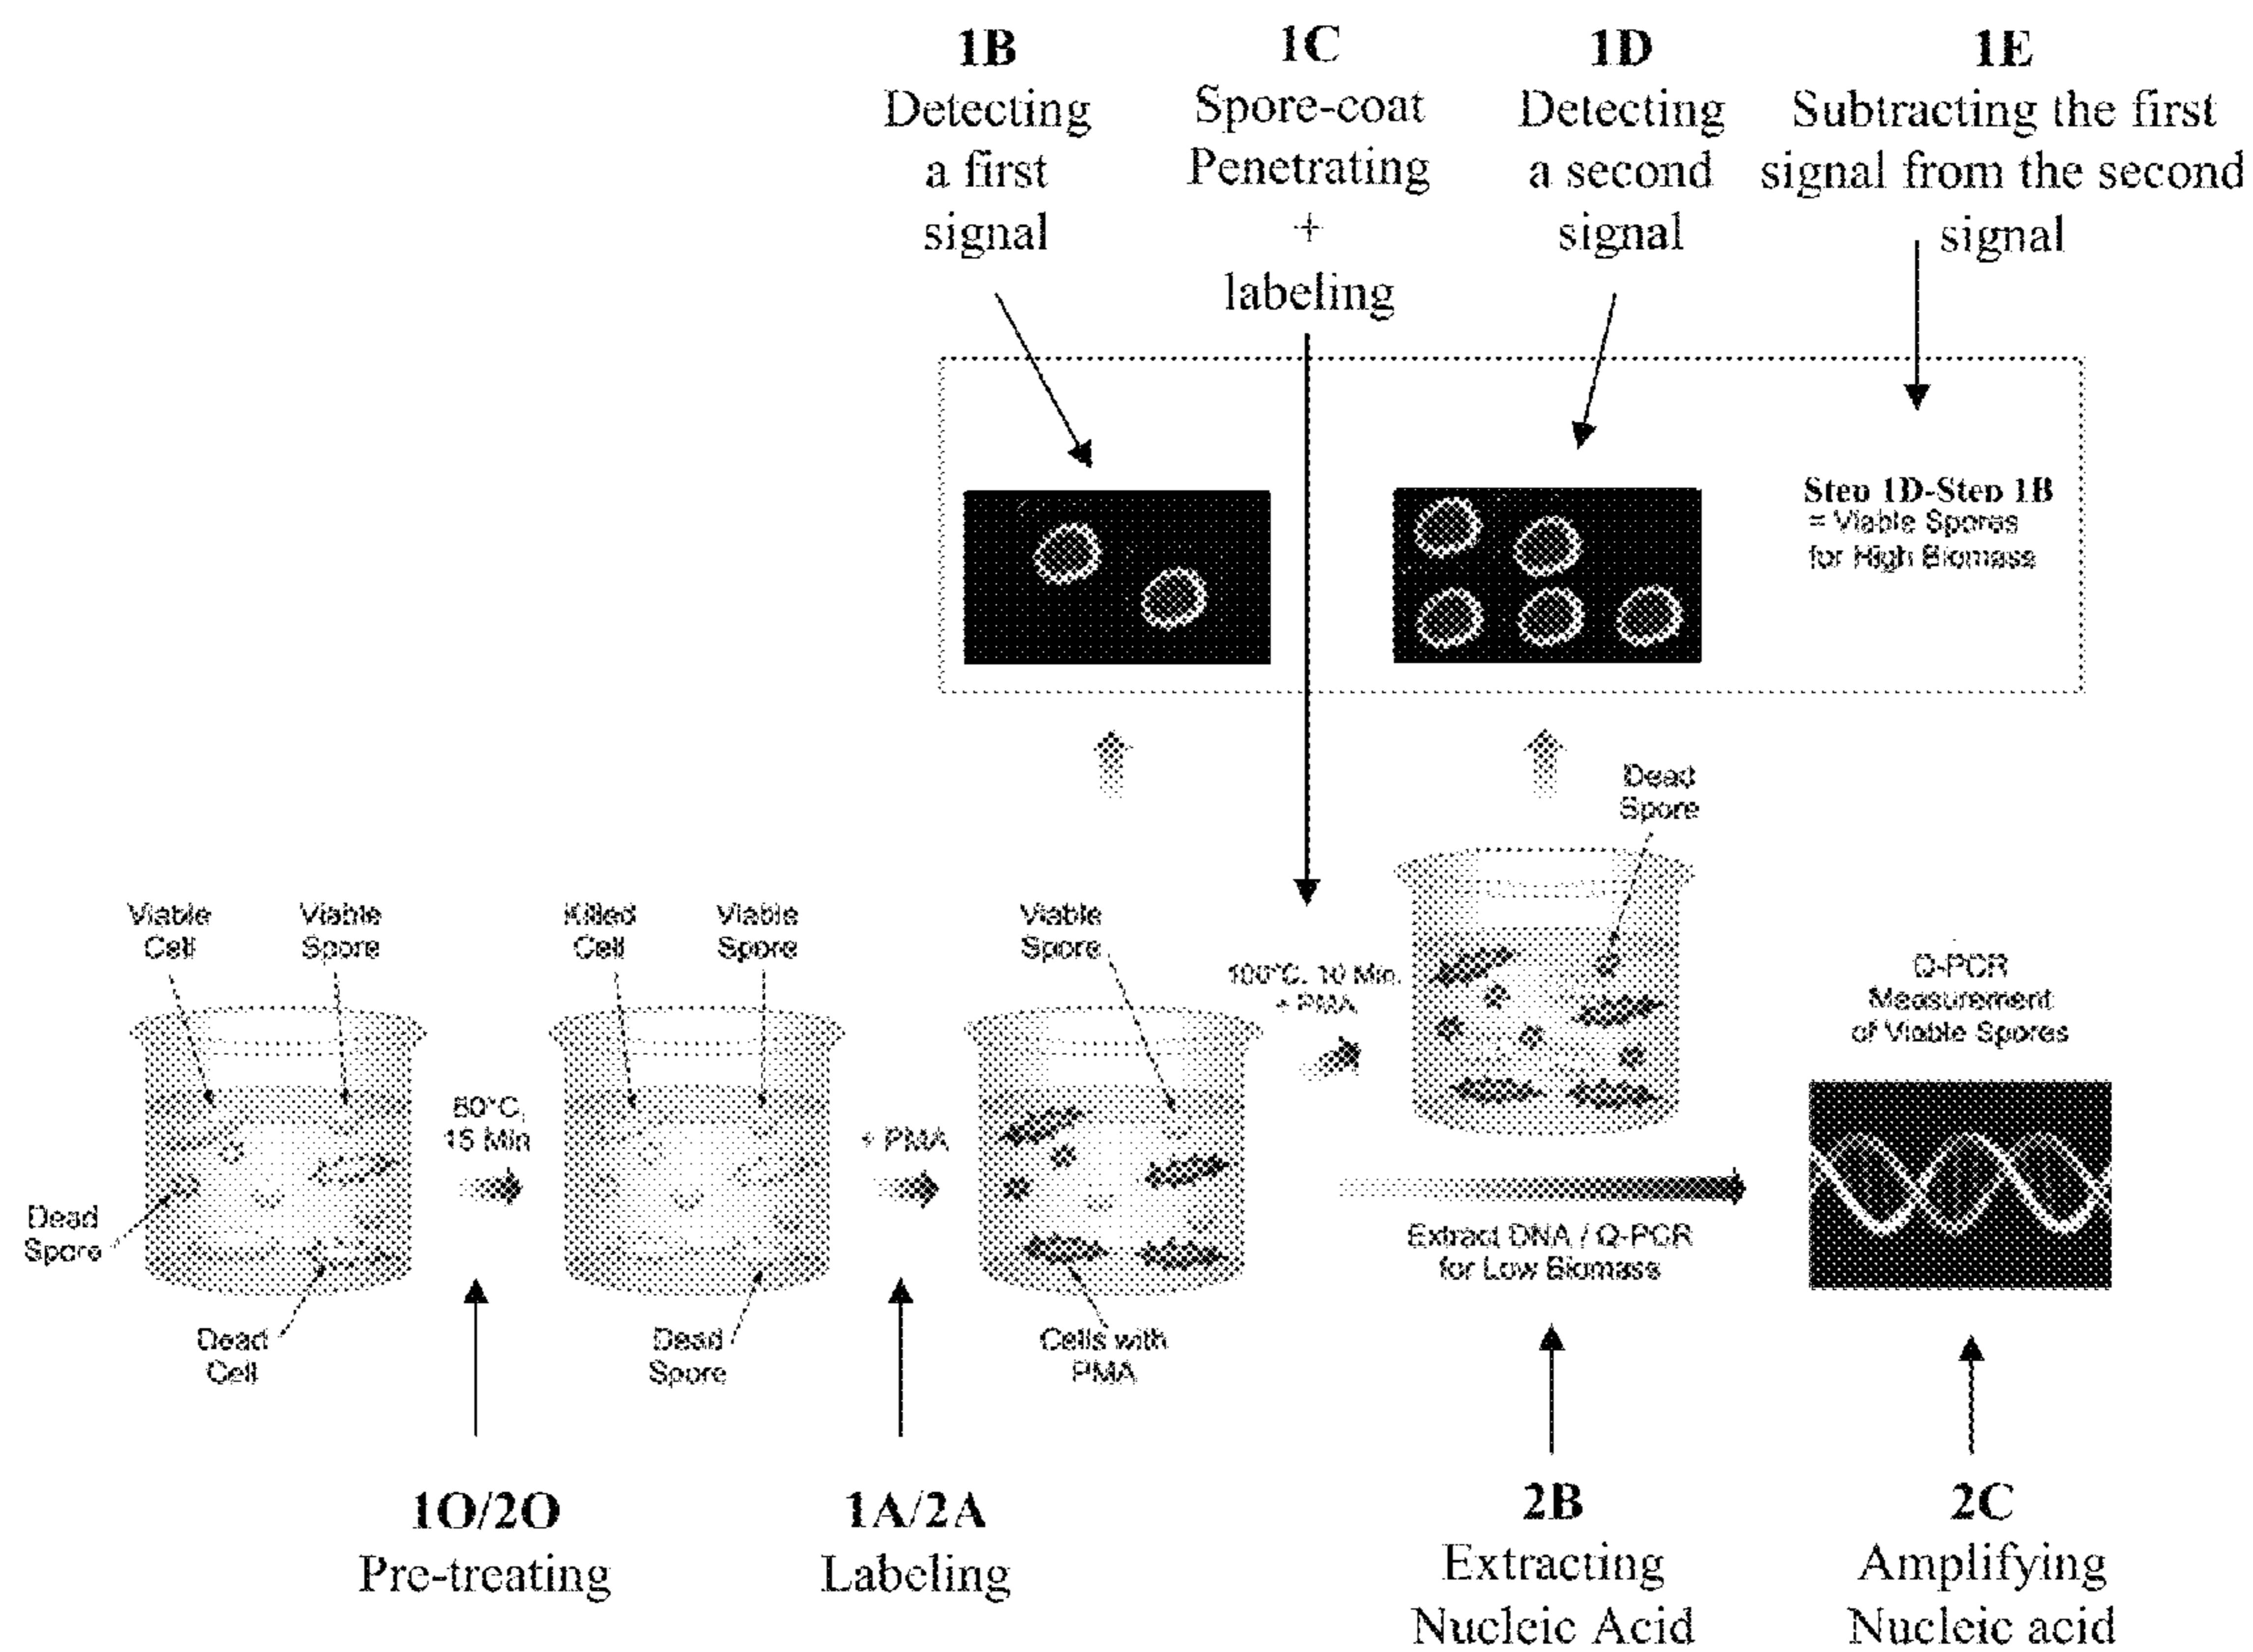 1B
Detecting
a first
signal
1C
Spore-coat
Penetrating
+
labeling
1D
Detecting
a second
signal
1E
Subtracting the first
signal from the second
signal
Step 1D-Step 1B
= Viable Spores
for High Biomass
Dead
Spore
Viable
Cell
Viable
Spore
Killed
Cell
Viable
Spore
Viable
Spore
100°C, 10 Min,
+ PMA
Q-PCR
Measurement
of Viable Spores
15 Min
+ PMA
Dead
Spore
Extract DNA / Q-PCR
for Low Biomass
Dead
Cell
Dead
Spore
Cells with
PMA
1O/2O
Pre-treating
1A/2A
Labeling
2B
Extracting
Nucleic Acid
2C
Amplifying
Nucleic acid